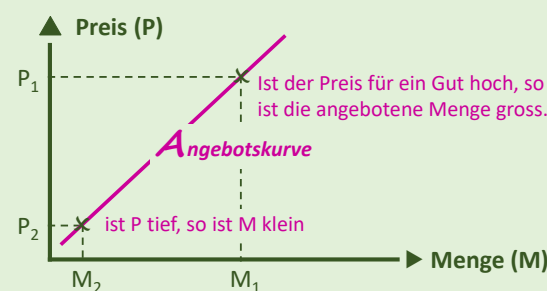 Preis (P)
P1
Ist der Preis für ein Gut hoch, so
ist die angebotene Menge gross.
Angebotskurve
P2
ist P tief, so ist M klein
Menge (M)
M2
M1